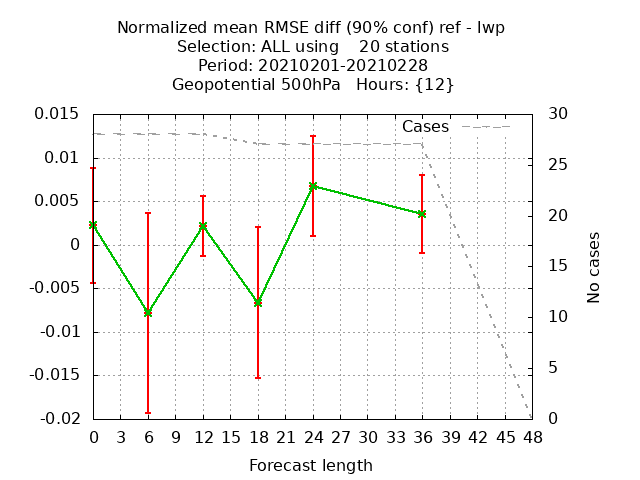 Normalized mean RMSE diff (90% conf) ref - lwp
Selection: ALL using    20 stations
Period: 20210201-20210228
Geopotential 500hPa   Hours: {12}
Cases
0.015
0.01
0.005
0
-0.005
-0.01
-0.015
-0.02
30
25
20
15
10
5
0
No cases
0 3 6 9 12 15 18 21 24 27 30 33 36 39 42 45 48
Forecast length